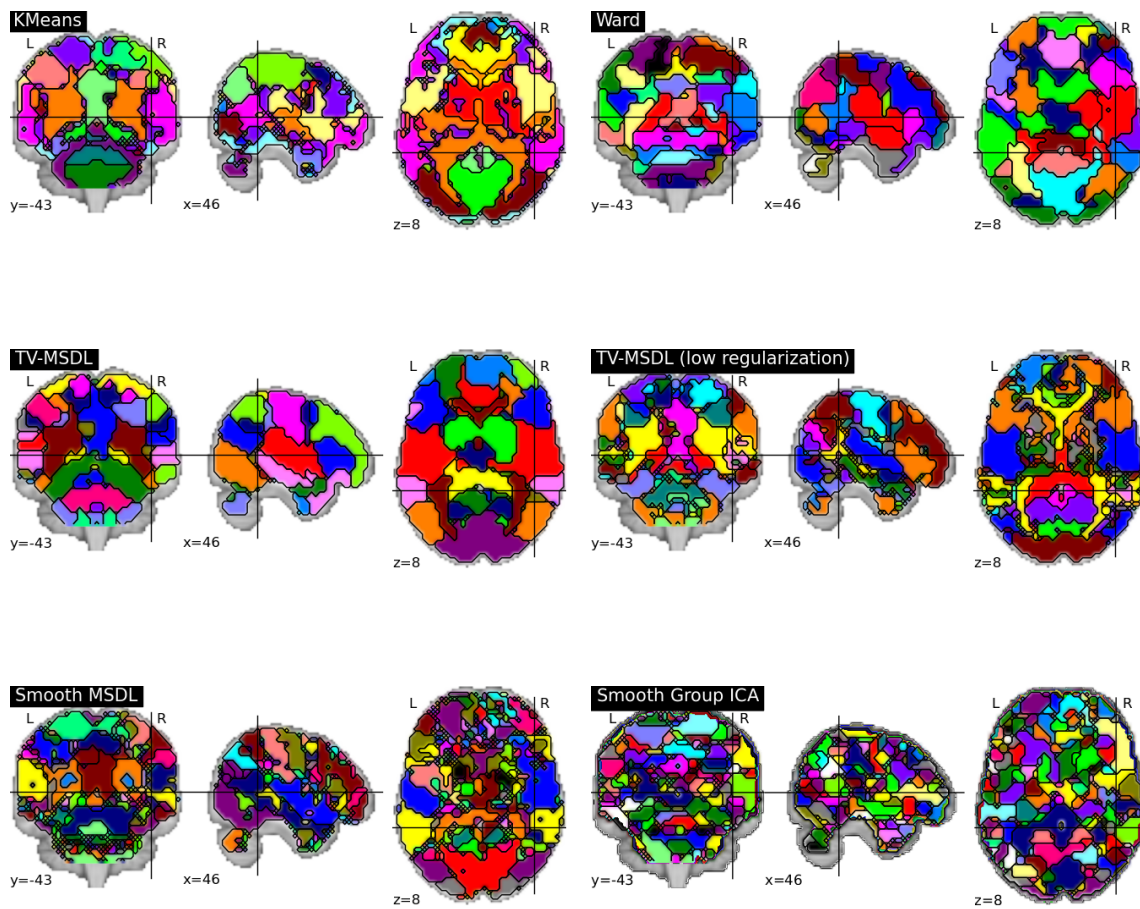 KMeans
L
R
L
R
y=-43
x=46
z=8
Ward
L
R
L
R
y=-43
x=46
z=8
TV-MSDL
L
R
L
R
y=-43
x=46
z=8
TV-MSDL (low regularization)
L
R
L
R
y=-43
x=46
z=8
Smooth MSDL
L
R
L
R
y=-43
x=46
z=8
Smooth Group ICA
L
R
L
R
y=-43
x=46
z=8